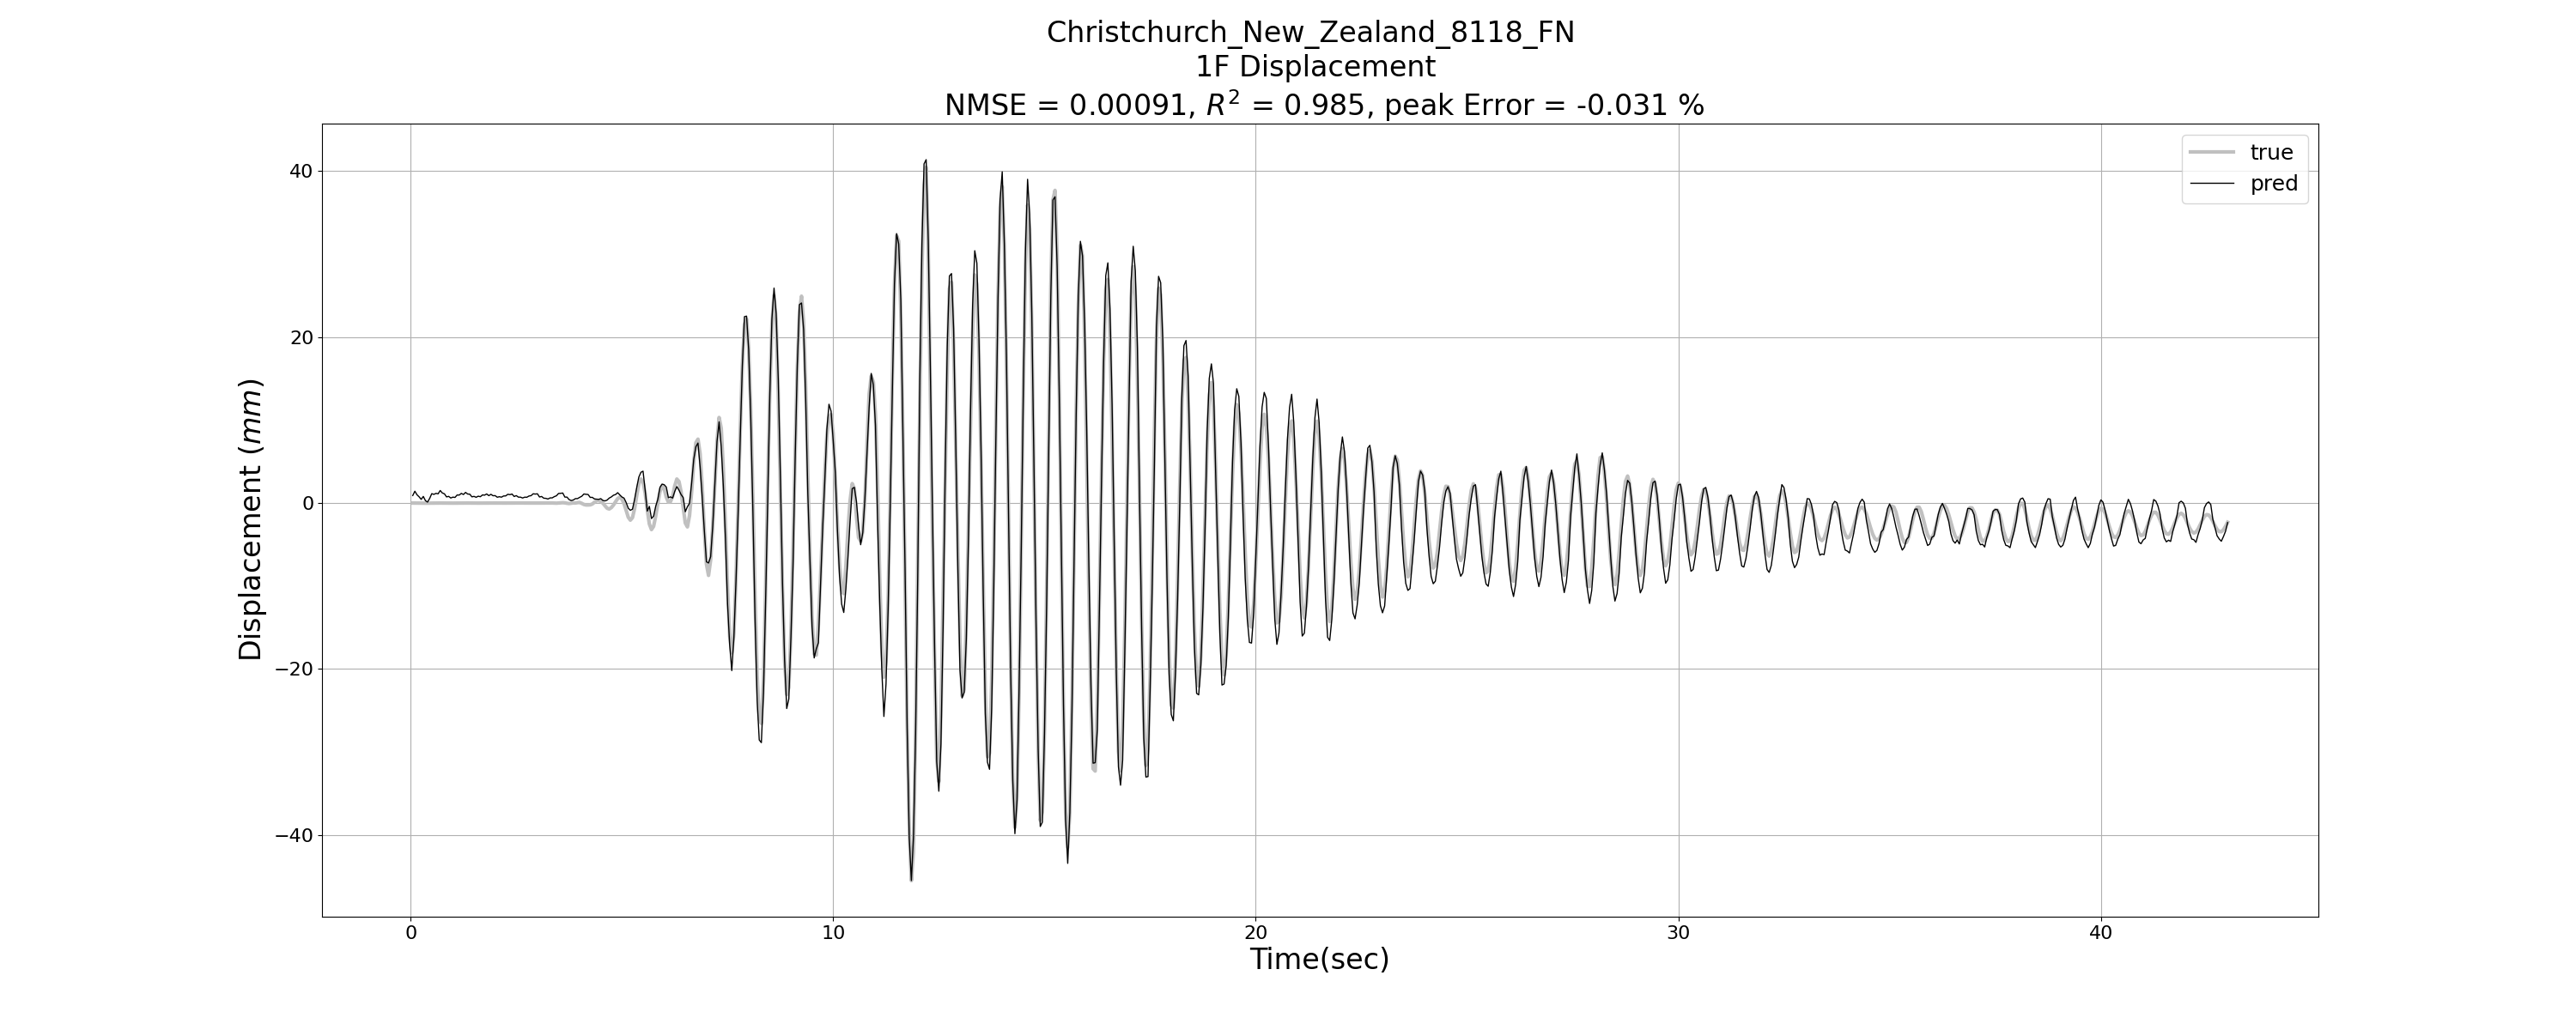 Christchurch_New_Zealand_8118_FN
1F Displacement
NMSE = 0.00091, R² = 0.985, peak Error = -0.031 %
true
pred
Displacement (mm)
40
20
0
−20
−40
0
10
20
30
40
Time(sec)